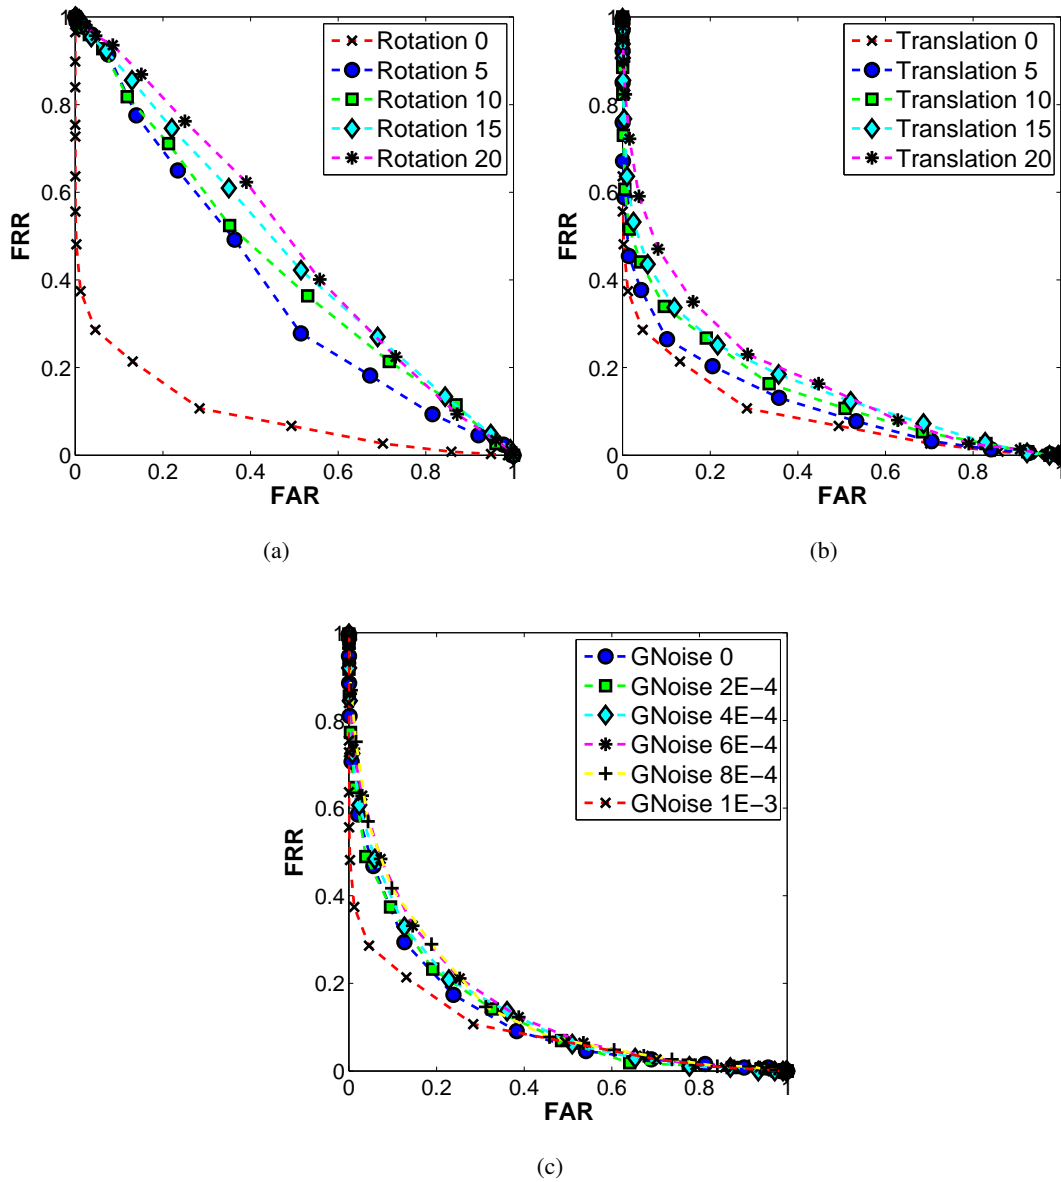 1
0.8
0.6
0.4
0.2
0
0
0.2
0.4
0.6
0.8
1
FRR
FAR
Rotation 0
Rotation 5
Rotation 10
Rotation 15
Rotation 20
(a)
1
0.8
0.6
0.4
0.2
0
0
0.2
0.4
0.6
0.8
1
FRR
FAR
Translation 0
Translation 5
Translation 10
Translation 15
Translation 20
(b)
1
0.8
0.6
0.4
0.2
0
0
0.2
0.4
0.6
0.8
1
FRR
FAR
GNoise 0
GNoise 2E−4
GNoise 4E−4
GNoise 6E−4
GNoise 8E−4
GNoise 1E−3
(c)